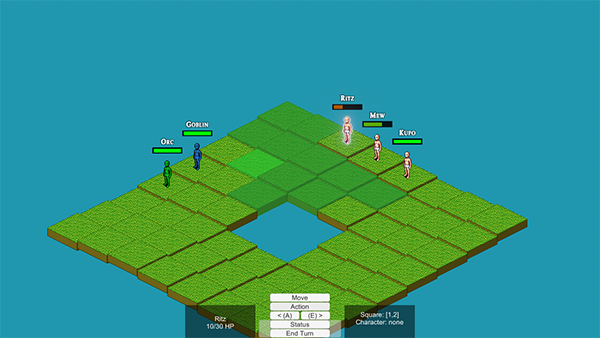 Ritz
Mew
Goblin
Kupo
Orc
Move
Action
< (A) (E) >
Status
End Turn
Ritz
10/30 HP
Square: [1,2]
Character: none